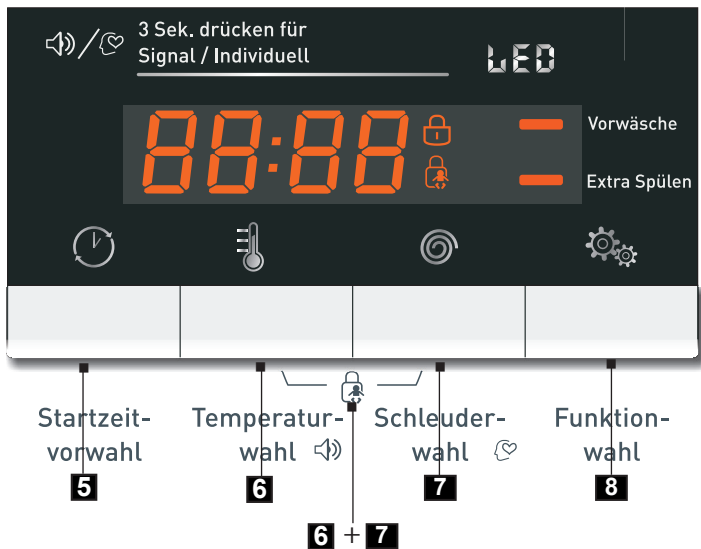 3 Sek. drücken für
Signal / Individuell
LED
88:88
Vorwäsche
Extra Spülen
Startzeit-
vorwahl
Temperatur-
wahl
Schleuder-
wahl
Funktion-
wahl
5
6
7
8
6 + 7